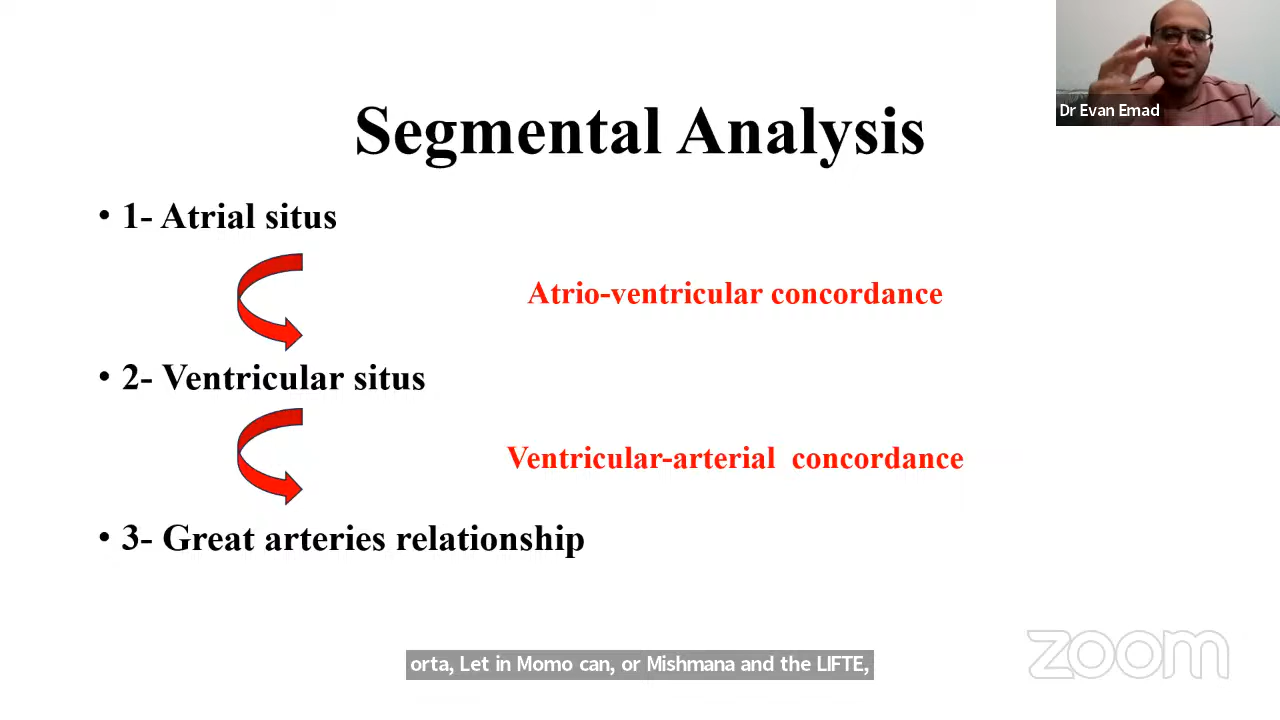 Dr Evan Emad
Segmental Analysis
• 1- Atrial situs
Atrio-ventricular concordance
• 2- Ventricular situs
Ventricular-arterial concordance
• 3- Great arteries relationship
orta, Let in Momo can, or Mishmana and the LIFTE,
zoom